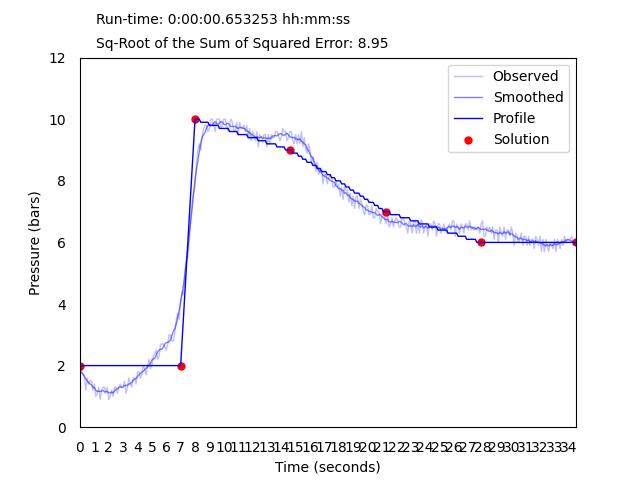 Run-time: 0:00:00.653253 hh:mm:ss
Sq-Root of the Sum of Squared Error: 8.95
12
Observed
Smoothed
Profile
Solution
10
8
6
4
2
0
Pressure (bars)
0 1 2 3 4 5 6 7 8 9 10 11 12 13 14 15 16 17 18 19 20 21 22 23 24 25 26 27 28 29 30 31 32 33 34
Time (seconds)